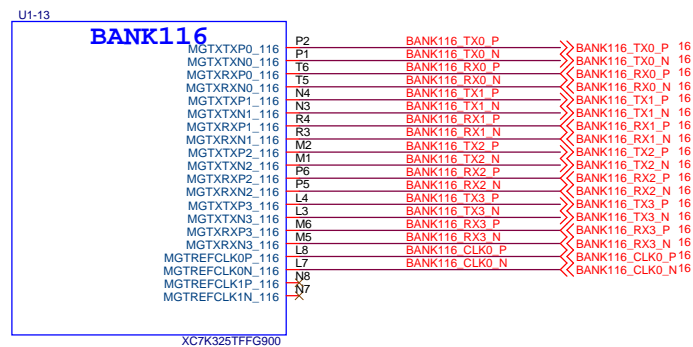 U1-13
BANK116
MGTXTXP0_116 P2 BANK116_TX0_P BANK116_TX0_P 16
MGTXTXN0_116 P1 BANK116_TX0_N BANK116_TX0_N 16
MGTXRXP0_116 T6 BANK116_RX0_P BANK116_RX0_P 16
MGTXRXN0_116 T5 BANK116_RX0_N BANK116_RX0_N 16
MGTXTXP1_116 N4 BANK116_TX1_P BANK116_TX1_P 16
MGTXTXN1_116 N3 BANK116_TX1_N BANK116_TX1_N 16
MGTXRXP1_116 R4 BANK116_RX1_P BANK116_RX1_P 16
MGTXRXN1_116 R3 BANK116_RX1_N BANK116_RX1_N 16
MGTXTXP2_116 M2 BANK116_TX2_P BANK116_TX2_P 16
MGTXTXN2_116 M1 BANK116_TX2_N BANK116_TX2_N 16
MGTXRXP2_116 P6 BANK116_RX2_P BANK116_RX2_P 16
MGTXRXN2_116 P5 BANK116_RX2_N BANK116_RX2_N 16
MGTXTXP3_116 L4 BANK116_TX3_P BANK116_TX3_P 16
MGTXTXN3_116 L3 BANK116_TX3_N BANK116_TX3_N 16
MGTXRXP3_116 M6 BANK116_RX3_P BANK116_RX3_P 16
MGTXRXN3_116 M5 BANK116_RX3_N BANK116_RX3_N 16
MGTREFCLK0P_116 L8 BANK116_CLK0_P BANK116_CLK0_P 16
MGTREFCLK0N_116 L7 BANK116_CLK0_N BANK116_CLK0_N 16
MGTREFCLK1P_116 N8
MGTREFCLK1N_116 N7
XC7K325TFFG900